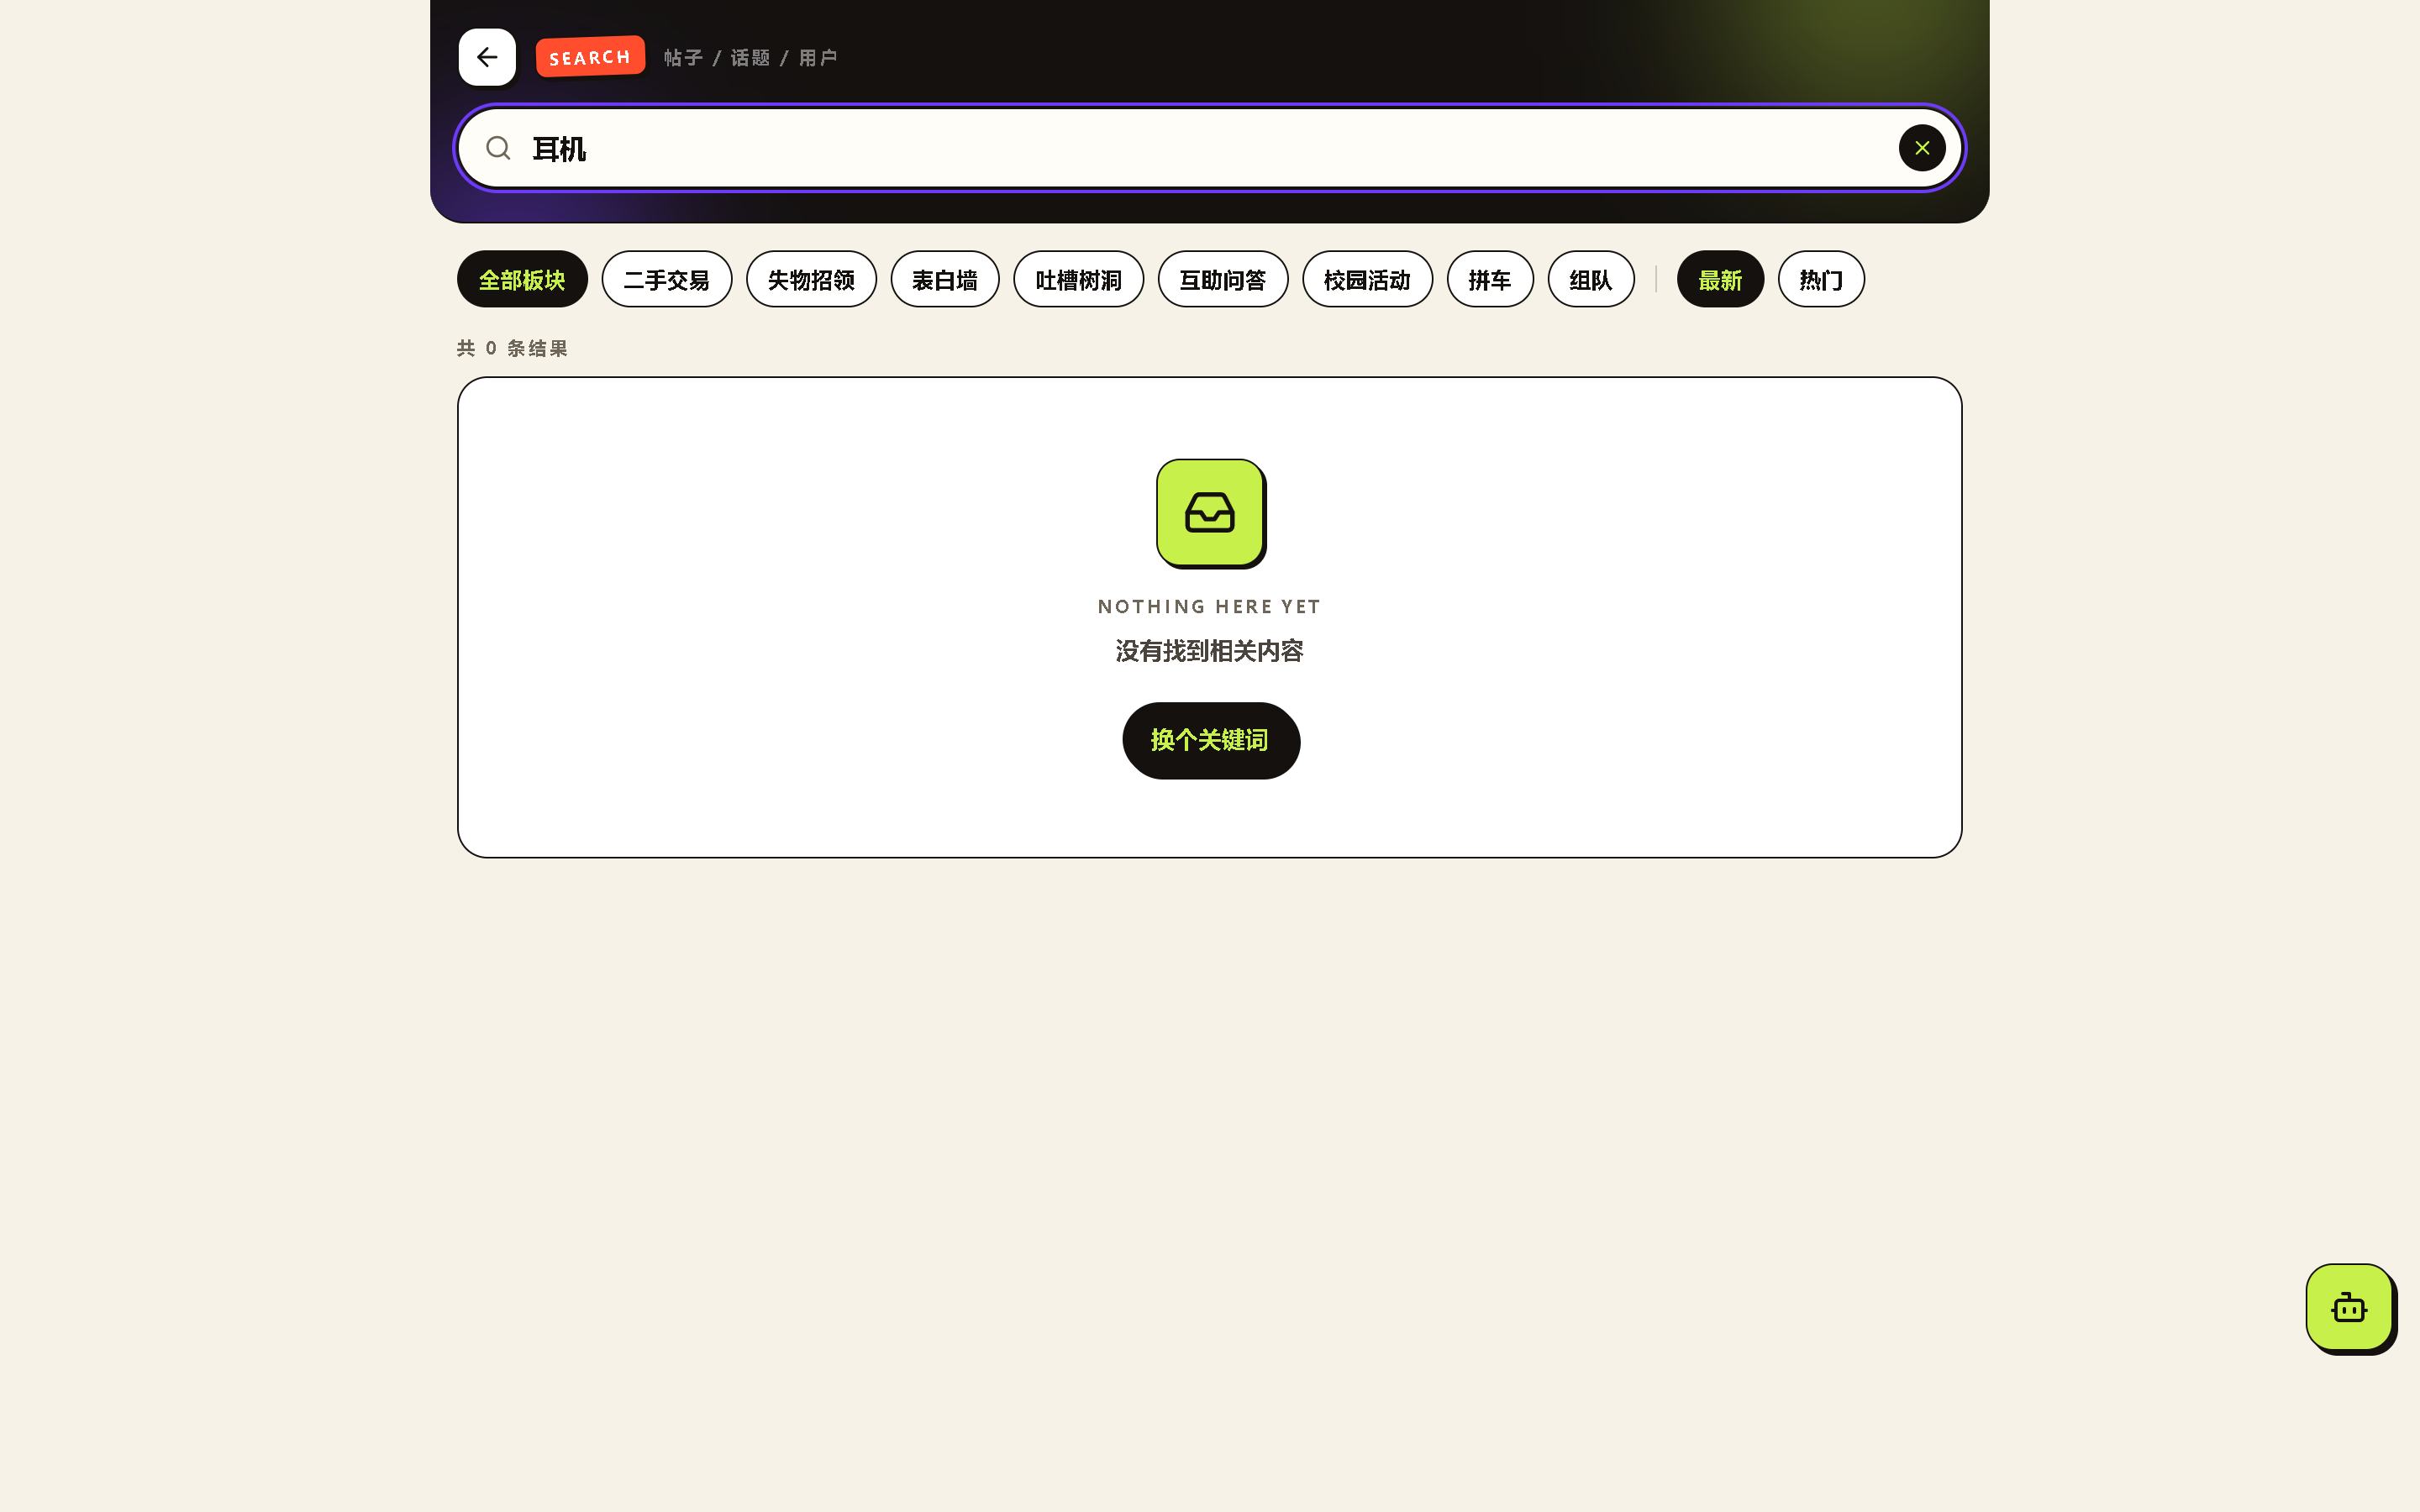 SEARCH 帖子 / 话题 / 用户
耳机
全部板块 二手交易 失物招领 表白墙 吐槽树洞 互助问答 校园活动 拼车 组队 最新 热门
共 0 条结果
NOTHING HERE YET
没有找到相关内容
换个关键词